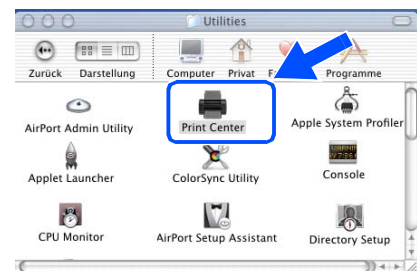 Utilities
Zurück Darstellung Computer Privat Programme
AirPort Admin Utility Print Center Apple System Profiler
Applet Launcher ColorSync Utility Console
CPU Monitor AirPort Setup Assistant Directory Setup